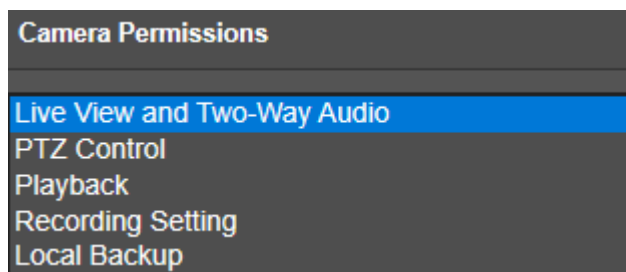 Camera Permissions
Live View and Two-Way Audio
PTZ Control
Playback
Recording Setting
Local Backup